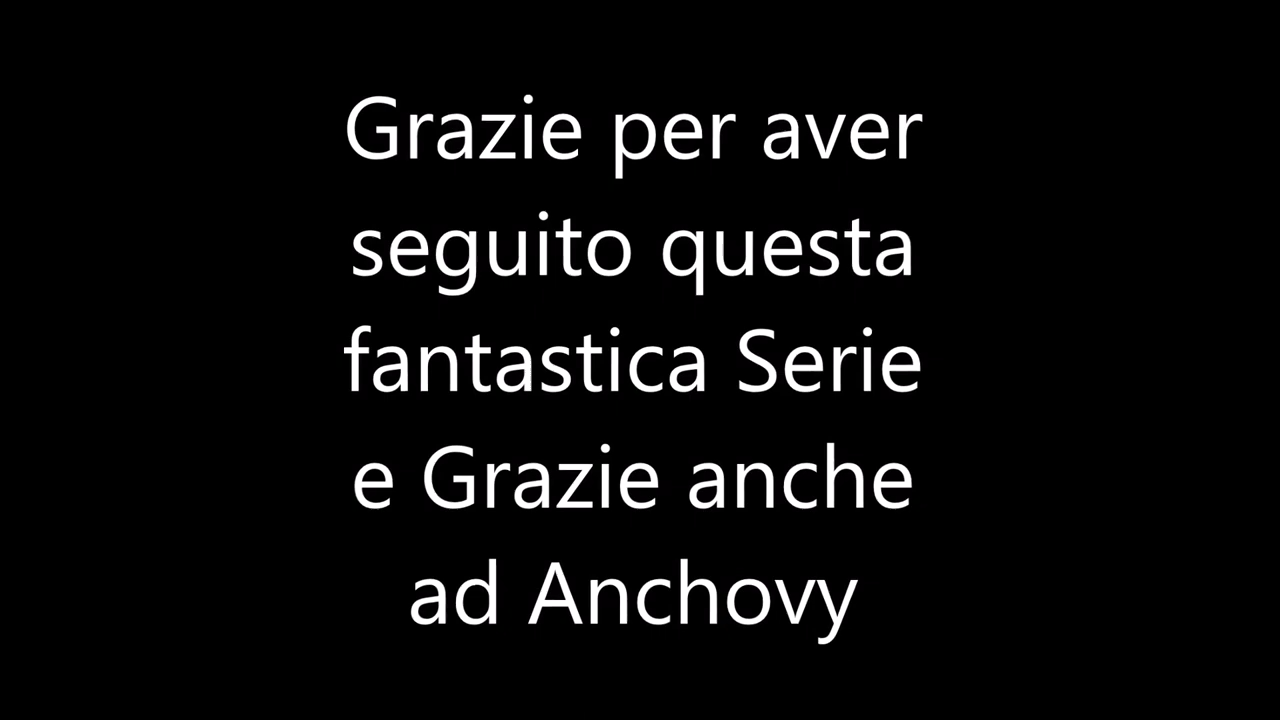 Grazie per aver
seguito questa
fantastica Serie
e Grazie anche
ad Anchovy